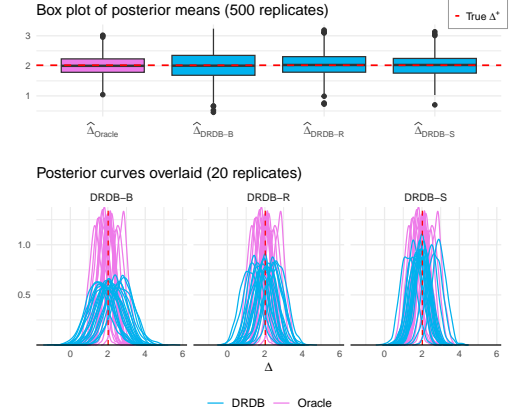 Box plot of posterior means (500 replicates)
True Δ*
3
2
1
Δ̂Oracle
Δ̂DRDB−B
Δ̂DRDB−R
Δ̂DRDB−S
Posterior curves overlaid (20 replicates)
DRDB−B
DRDB−R
DRDB−S
1.0
0.5
0 2 4 6 0 2 4 6 0 2 4 6
Δ
DRDB Oracle